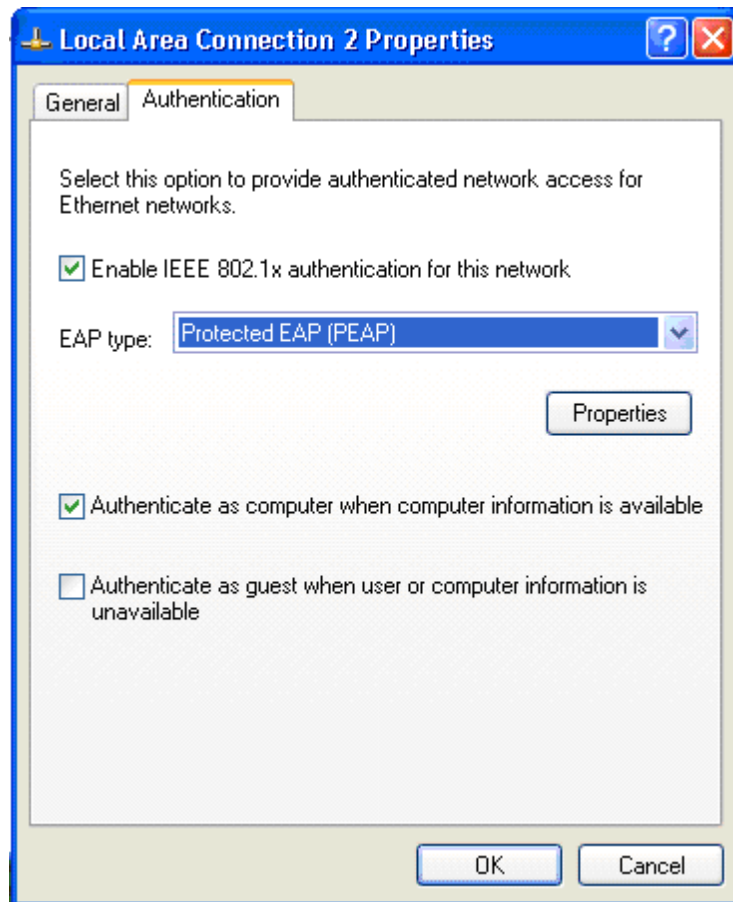 Local Area Connection 2 Properties
?
General
Authentication
Select this option to provide authenticated network access for
Ethernet networks.
Enable IEEE 802.1x authentication for this network
EAP type:
Protected EAP (PEAP)
Properties
Authenticate as computer when computer information is available
Authenticate as guest when user or computer information is
unavailable
OK
Cancel